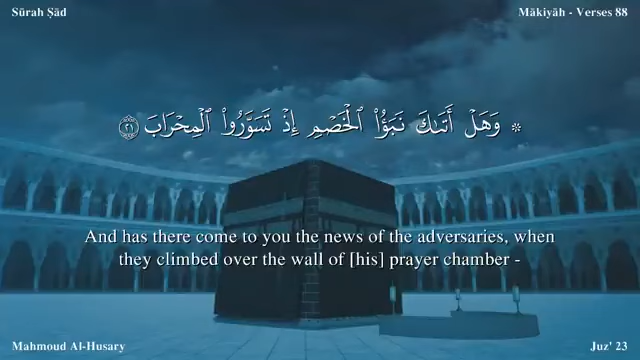 Sūrah Ṣād
Mākiyāh - Verses 88
* وَهَلْ أَتَىٰكَ نَبَؤُا۟ ٱلْخَصْمِ إِذْ تَسَوَّرُوا۟ ٱلْمِحْرَابَ ٢١
And has there come to you the news of the adversaries, when
they climbed over the wall of [his] prayer chamber -
Mahmoud Al-Husary
Juz' 23